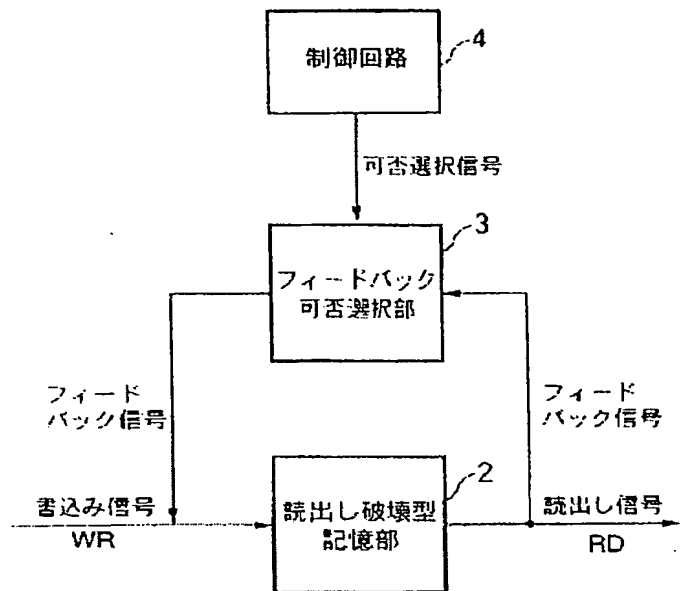 制御回路
4
可否選択信号
3
フィードバック
可否選択部
フィード
バック信号
フィード
バック信号
書込み信号
WR
2
読出し破壊型
記憶部
読出し信号
RD